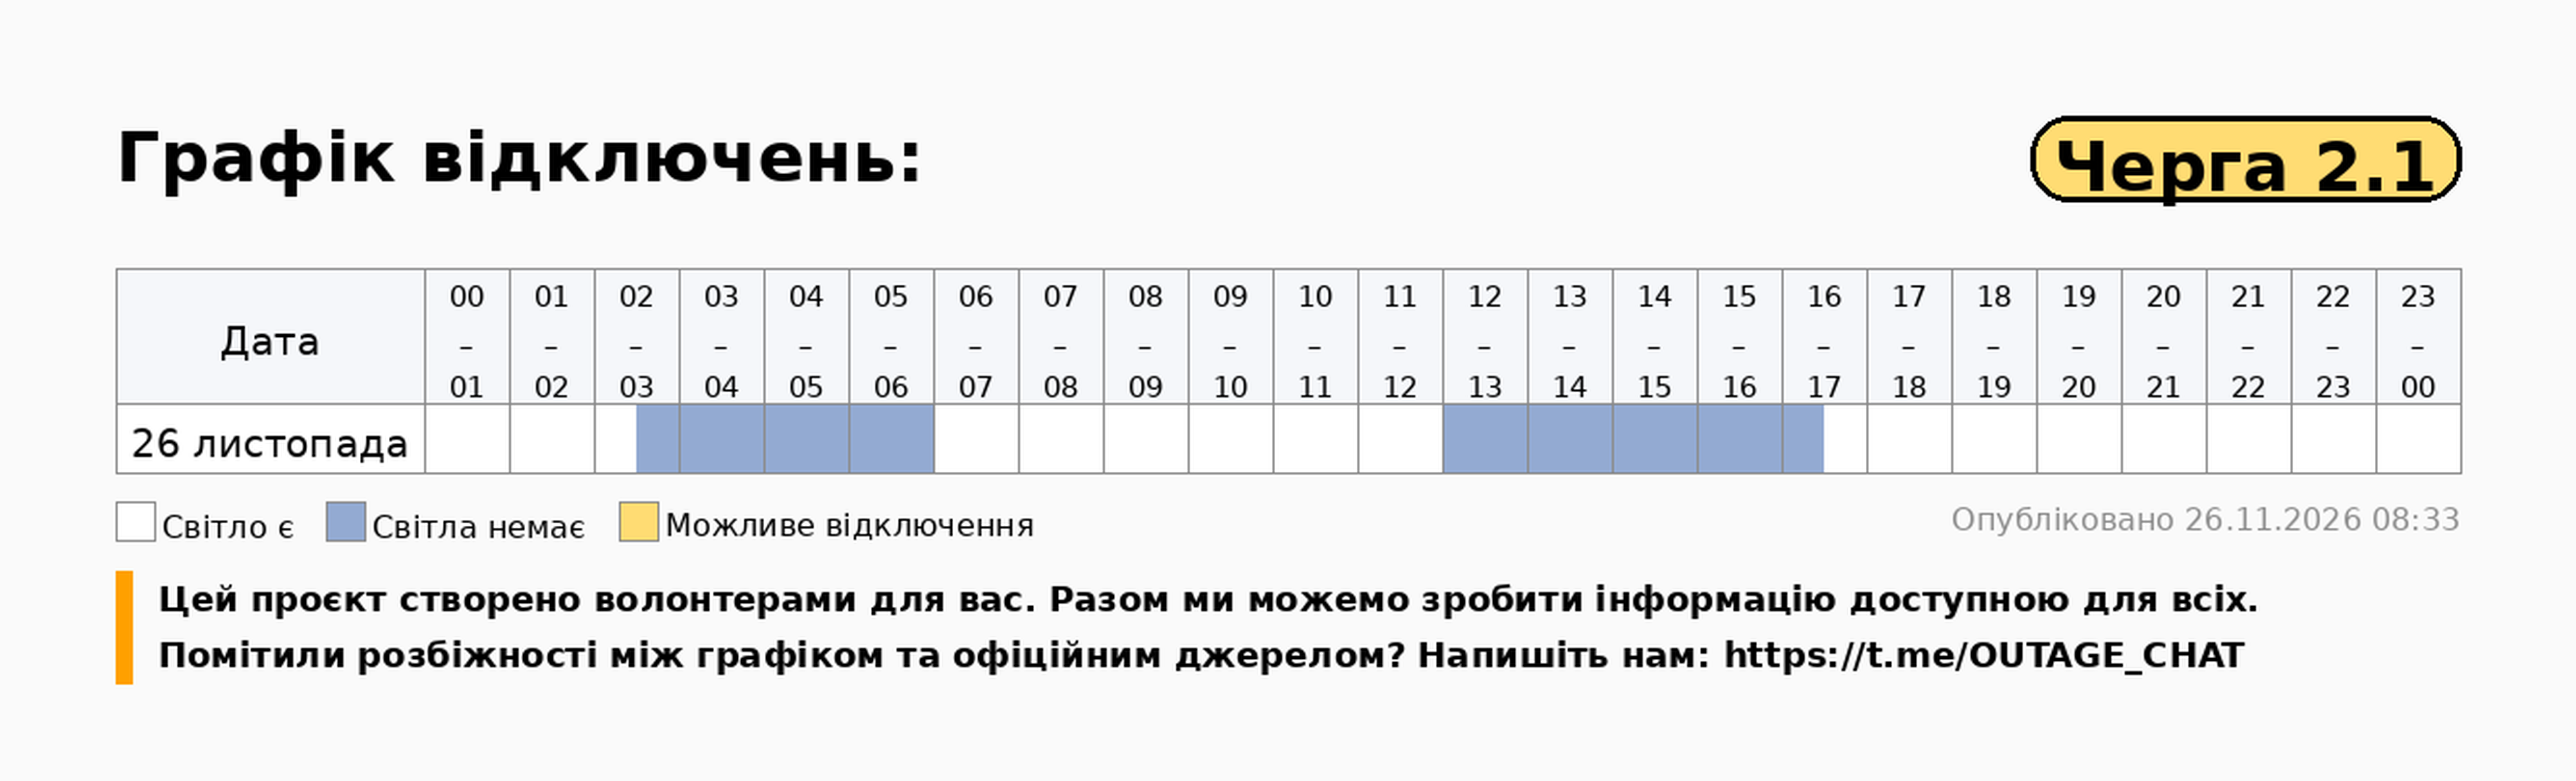 Графік відключень:
Черга 2.1
Дата 00 – 01 01 – 02 02 – 03 03 – 04 04 – 05 05 – 06 06 – 07 07 – 08 08 – 09 09 – 10 10 – 11 11 – 12 12 – 13 13 – 14 14 – 15 15 – 16 16 – 17 17 – 18 18 – 19 19 – 20 20 – 21 21 – 22 22 – 23 23 – 00
26 листопада
Світло є Світла немає Можливе відключення
Опубліковано 26.11.2026 08:33
Цей проєкт створено волонтерами для вас. Разом ми можемо зробити інформацію доступною для всіх.
Помітили розбіжності між графіком та офіційним джерелом? Напишіть нам: https://t.me/OUTAGE_CHAT